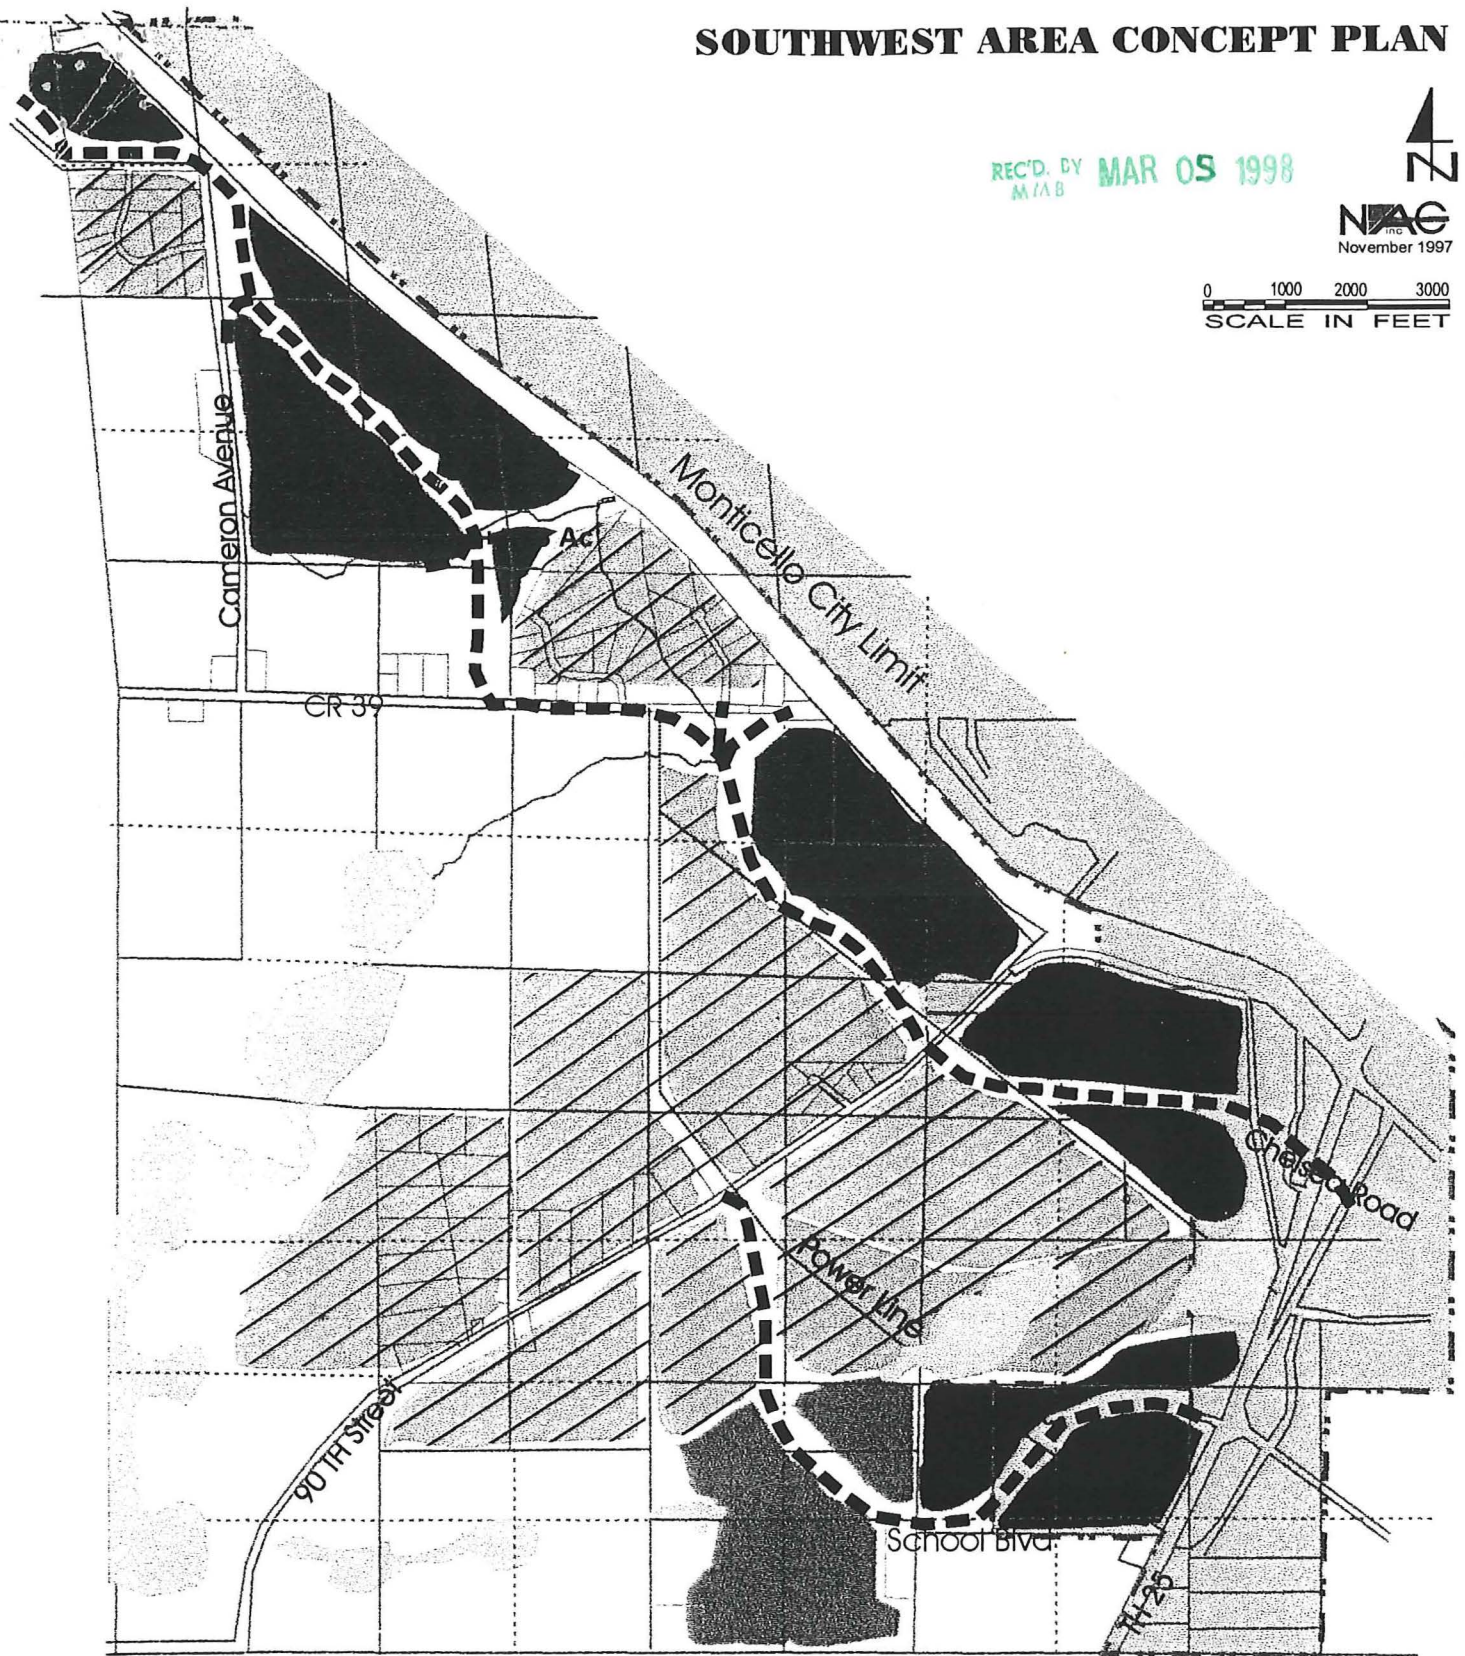 SOUTHWEST AREA CONCEPT PLAN
N
REC'D. BY MAR 05 1998
NAC
inc
November 1997
0 1000 2000 3000
SCALE IN FEET
Cameron Avenue
Monticello City Limit
Ac
CR 39
Chelsea Road
Power Line
90 TH Street
School Blvd.
TH 25